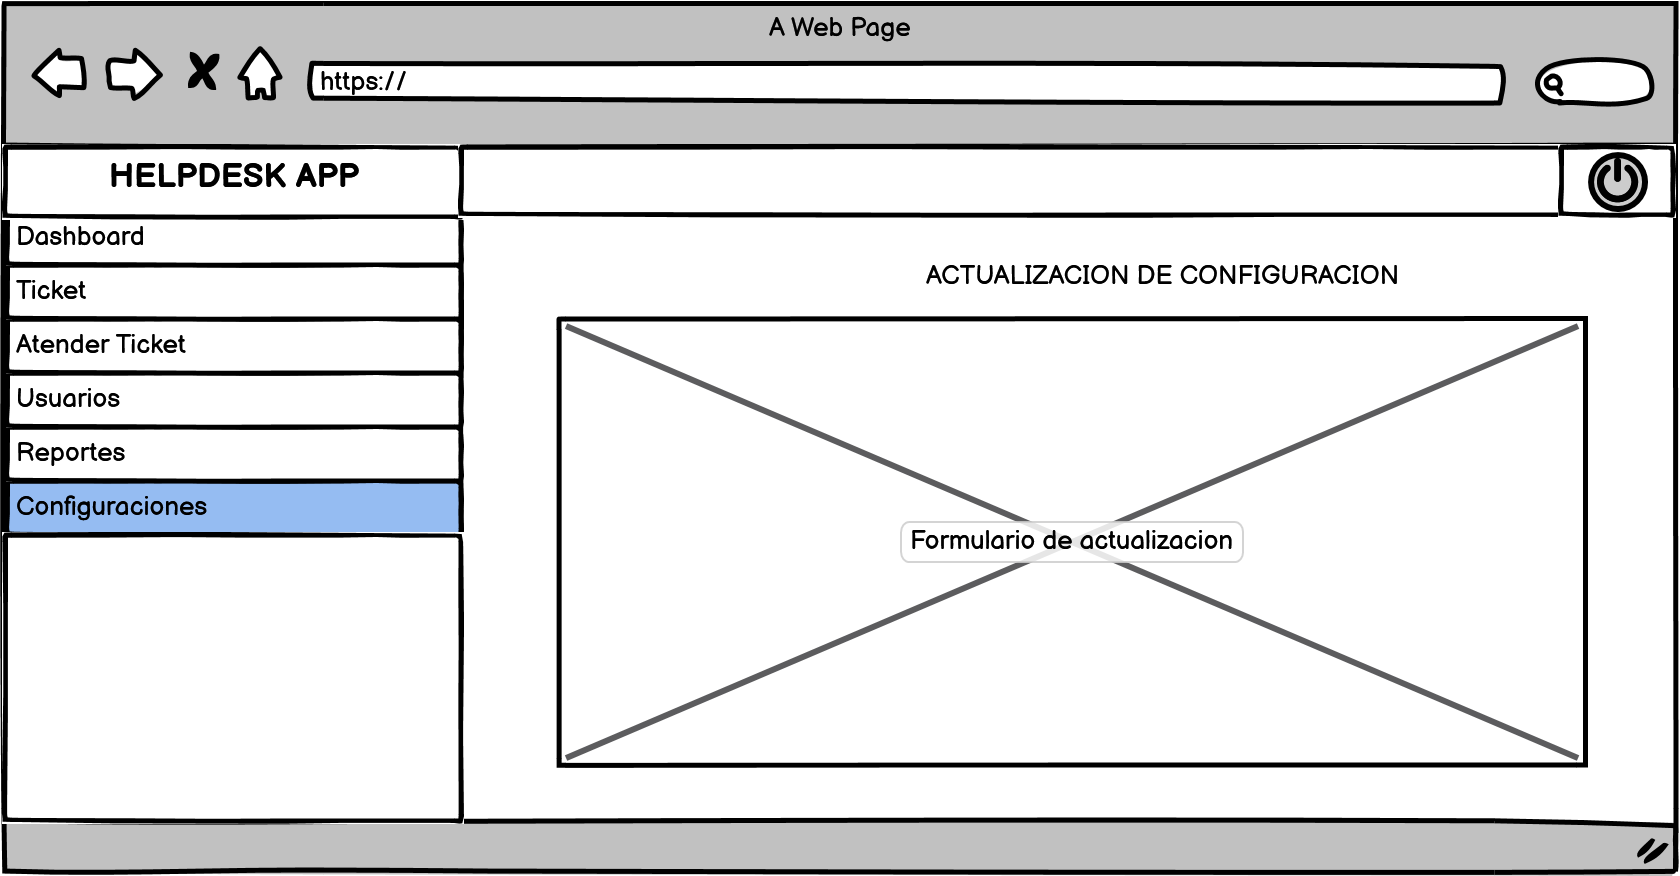 A Web Page
https://
HELPDESK APP
Dashboard
Ticket
Atender Ticket
Usuarios
Reportes
Configuraciones
ACTUALIZACION DE CONFIGURACION
Formulario de actualizacion